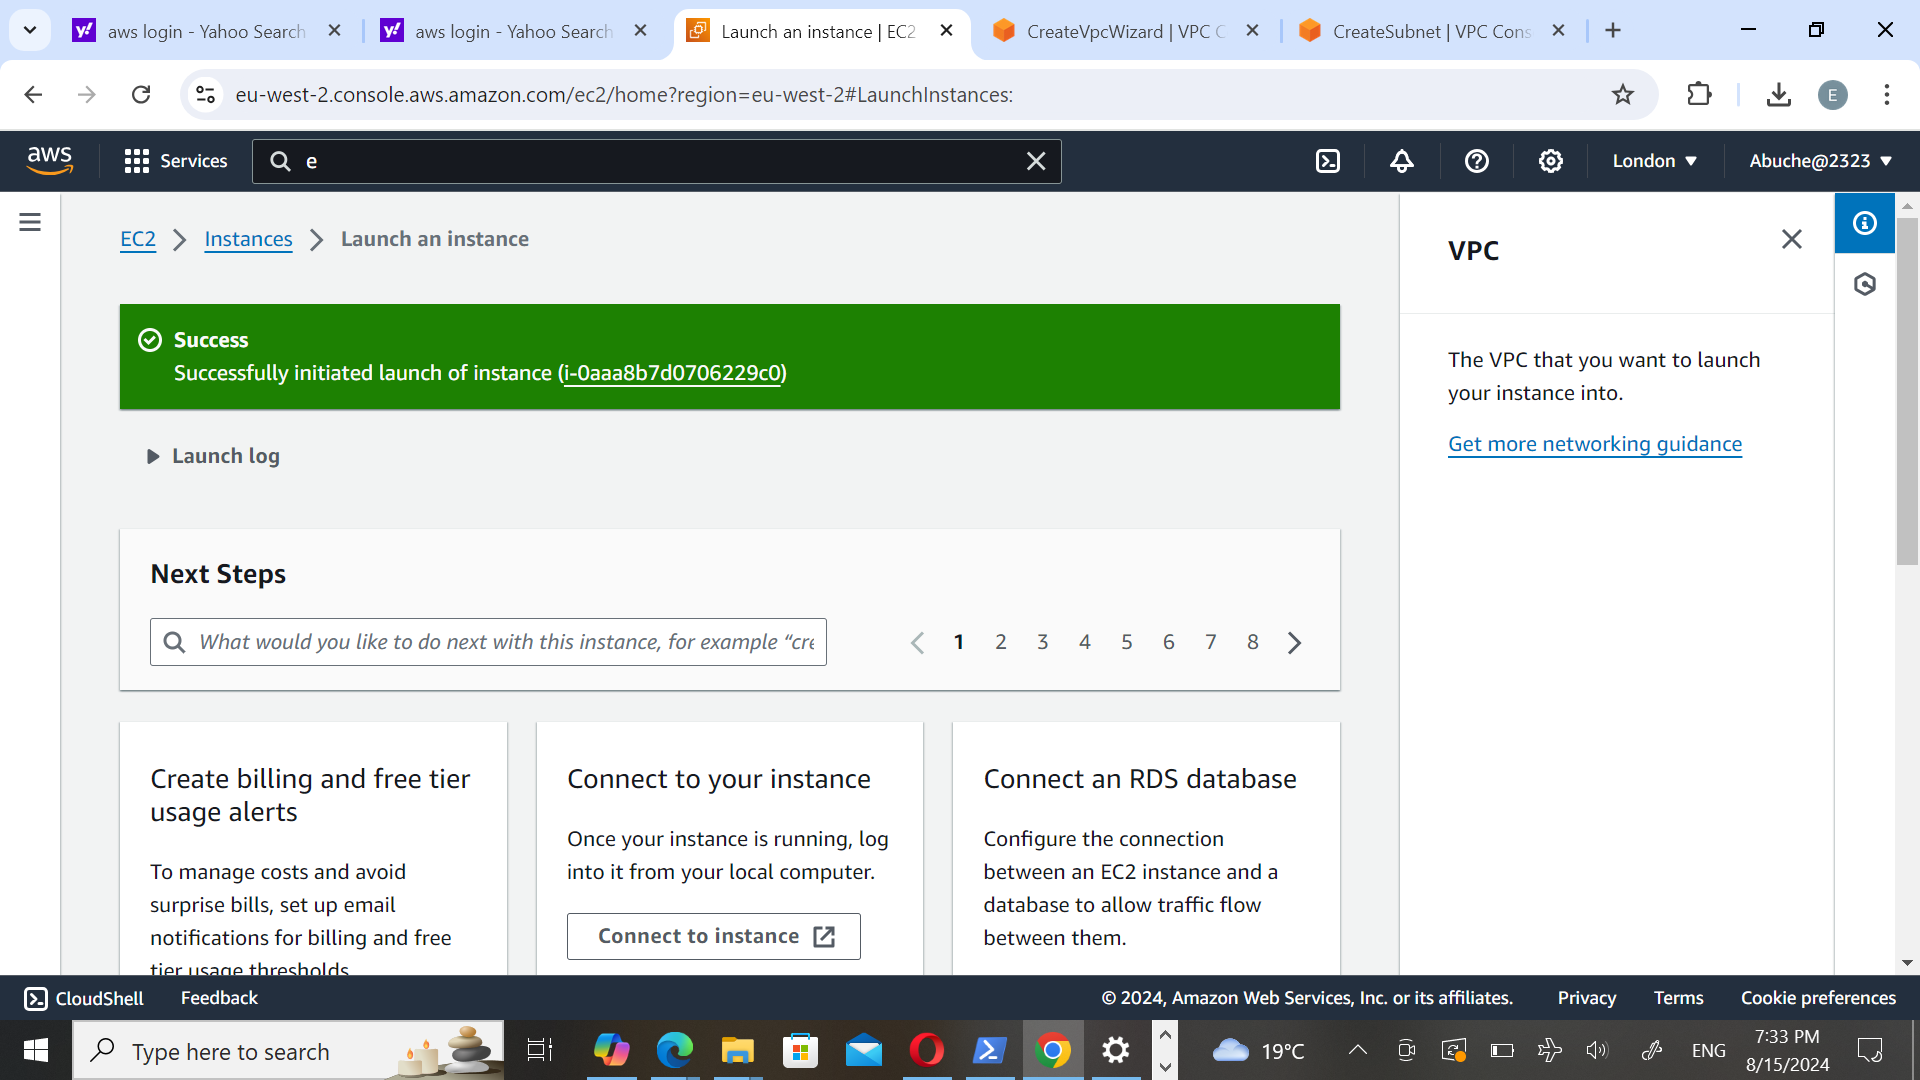 aws login - Yahoo Search
aws login - Yahoo Search
Launch an instance | EC2
CreateVpcWizard | VPC C
CreateSubnet | VPC Cons
eu-west-2.console.aws.amazon.com/ec2/home?region=eu-west-2#LaunchInstances:
E
aws
Services
e
London
Abuche@2323
EC2
Instances
Launch an instance
Success
Successfully initiated launch of instance (i-0aaa8b7d0706229c0)
Launch log
Next Steps
What would you like to do next with this instance, for example “cre
1 2 3 4 5 6 7 8
Create billing and free tier
usage alerts
To manage costs and avoid
surprise bills, set up email
notifications for billing and free
tier usage thresholds
Connect to your instance
Once your instance is running, log
into it from your local computer.
Connect to instance
Connect an RDS database
Configure the connection
between an EC2 instance and a
database to allow traffic flow
between them.
VPC
The VPC that you want to launch
your instance into.
Get more networking guidance
CloudShell
Feedback
© 2024, Amazon Web Services, Inc. or its affiliates.
Privacy
Terms
Cookie preferences
Type here to search
19°C
ENG
7:33 PM
8/15/2024